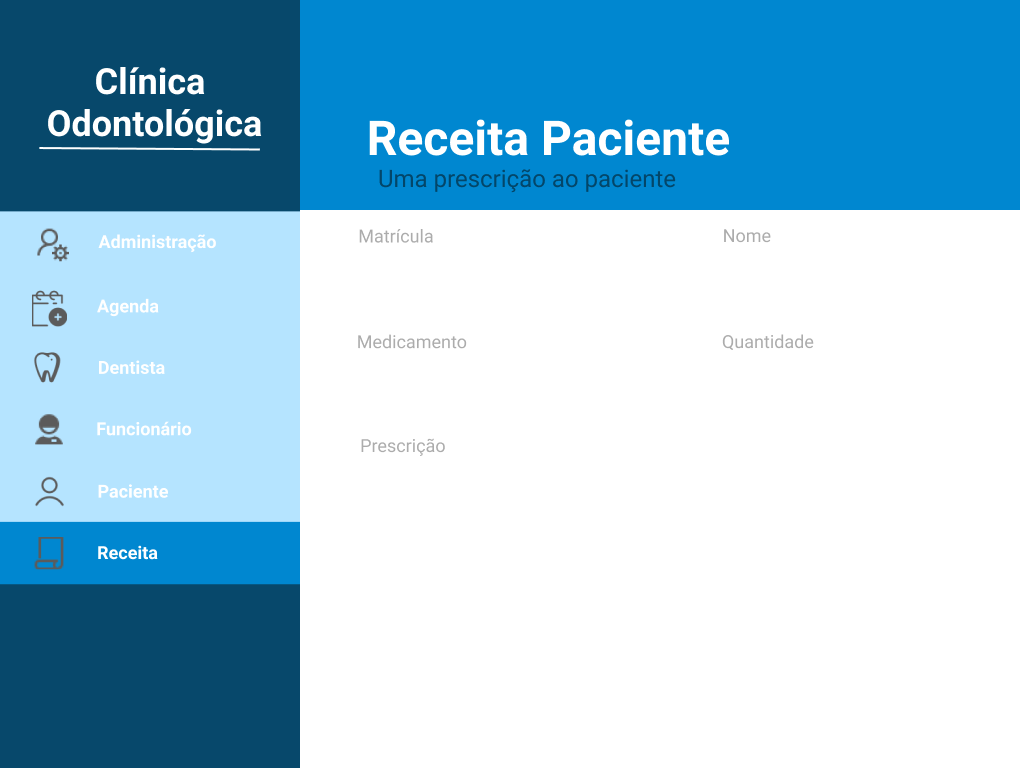 Clínica
Odontológica
Receita Paciente
Uma prescrição ao paciente
Administração
Agenda
Dentista
Funcionário
Paciente
Receita
Matrícula
Nome
Medicamento
Quantidade
Prescrição